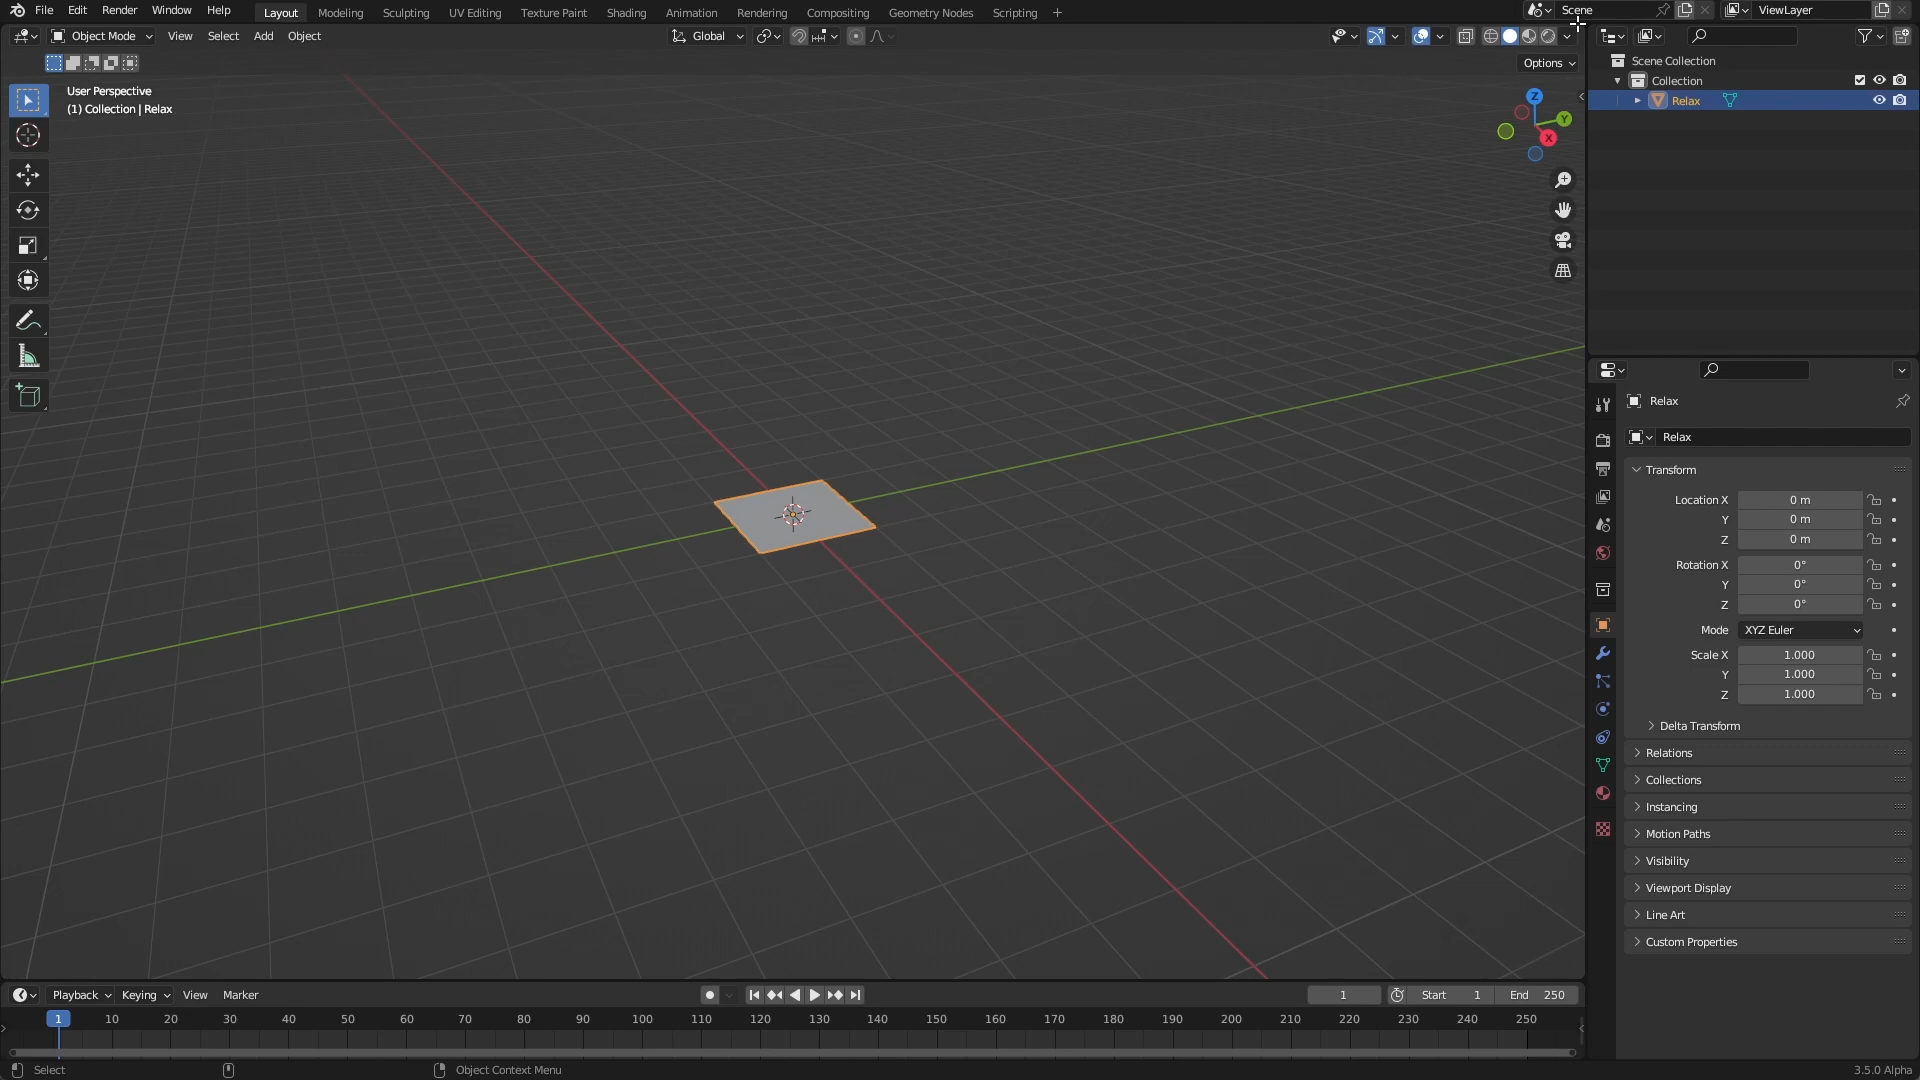 File Edit Render Window Help Layout Modeling Sculpting UV Editing Texture Paint Shading Animation Rendering Compositing Geometry Nodes Scripting + Scene ViewLayer
Object Mode View Select Add Object Global
Options
User Perspective
(1) Collection | Relax
Z
Y
X
Scene Collection
Collection
Relax
Relax
Relax
Transform
Location X 0 m
Y 0 m
Z 0 m
Rotation X 0°
Y 0°
Z 0°
Mode XYZ Euler
Scale X 1.000
Y 1.000
Z 1.000
Delta Transform
Relations
Collections
Instancing
Motion Paths
Visibility
Viewport Display
Line Art
Custom Properties
Playback Keying View Marker 1 Start 1 End 250
1 10 20 30 40 50 60 70 80 90 100 110 120 130 140 150 160 170 180 190 200 210 220 230 240 250
Select Object Context Menu 3.5.0 Alpha